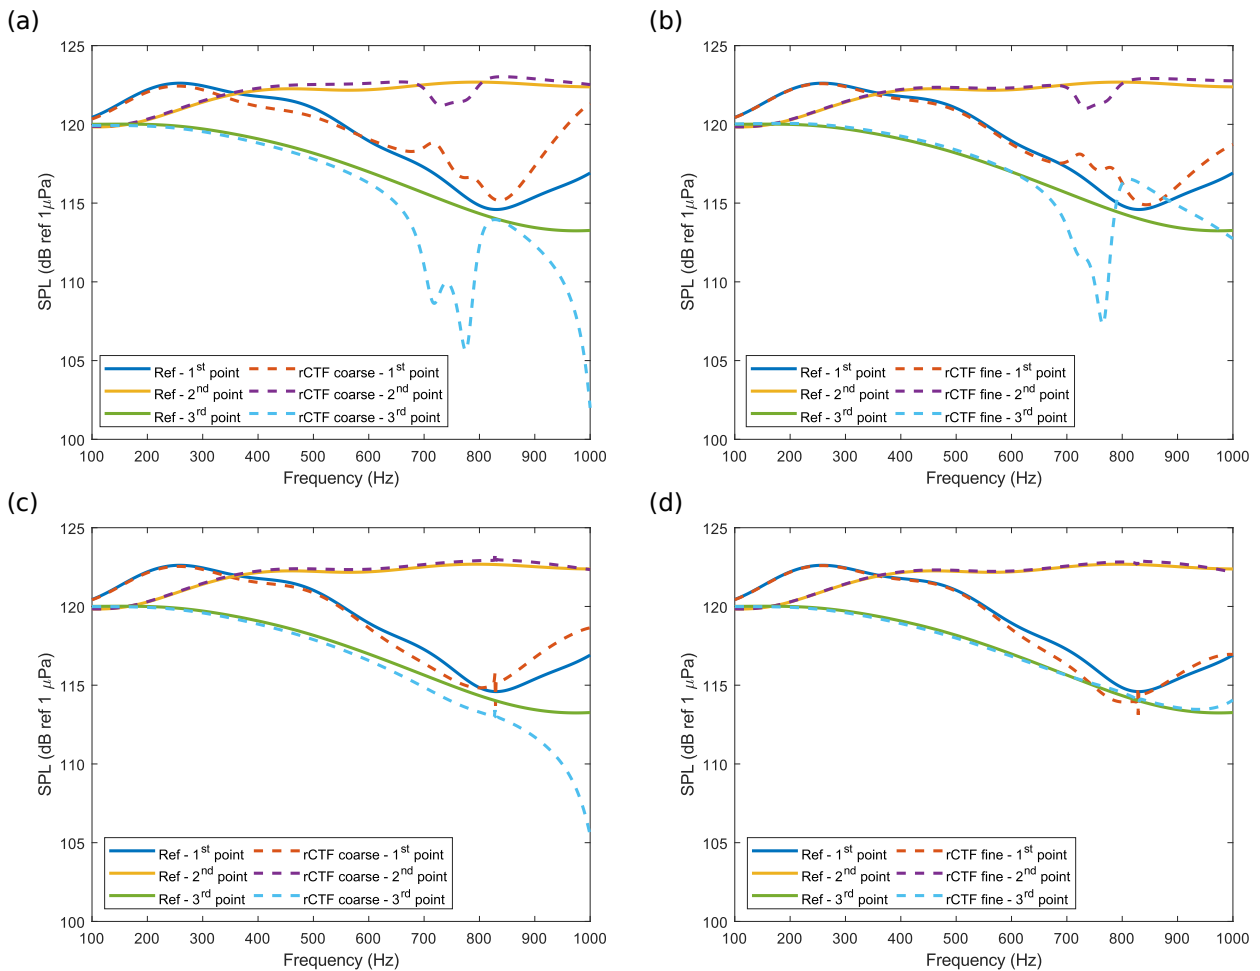 (a)
SPL (dB ref 1μPa)
125
120
115
110
105
100
Ref - 1st point
Ref - 2nd point
Ref - 3rd point
rCTF coarse - 1st point
rCTF coarse - 2nd point
rCTF coarse - 3rd point
100 200 300 400 500 600 700 800 900 1000
Frequency (Hz)
(b)
SPL (dB ref 1μPa)
125
120
115
110
105
100
Ref - 1st point
Ref - 2nd point
Ref - 3rd point
rCTF fine - 1st point
rCTF fine - 2nd point
rCTF fine - 3rd point
100 200 300 400 500 600 700 800 900 1000
Frequency (Hz)
(c)
SPL (dB ref 1 μPa)
125
120
115
110
105
100
Ref - 1st point
Ref - 2nd point
Ref - 3rd point
rCTF coarse - 1st point
rCTF coarse - 2nd point
rCTF coarse - 3rd point
100 200 300 400 500 600 700 800 900 1000
Frequency (Hz)
(d)
SPL (dB ref 1 μPa)
125
120
115
110
105
100
Ref - 1st point
Ref - 2nd point
Ref - 3rd point
rCTF fine - 1st point
rCTF fine - 2nd point
rCTF fine - 3rd point
100 200 300 400 500 600 700 800 900 1000
Frequency (Hz)